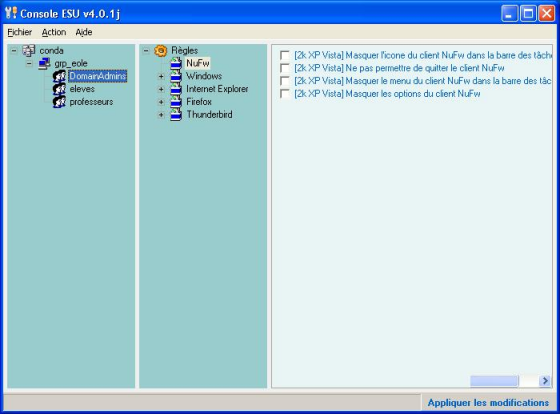 Console ESU v4.0.1j
Fichier Action Aide
conda
grp_eole
DomainAdmins
eleves
professeurs
Règles
NuFw
Windows
Internet Explorer
Firefox
Thunderbird
[2k XP Vista] Masquer l'icone du client NuFw dans la barre des tâche
[2k XP Vista] Ne pas permettre de quitter le client NuFw
[2k XP Vista] Masquer le menu du client NuFw dans la barre des tâc
[2k XP Vista] Masquer les options du client NuFw
Appliquer les modifications